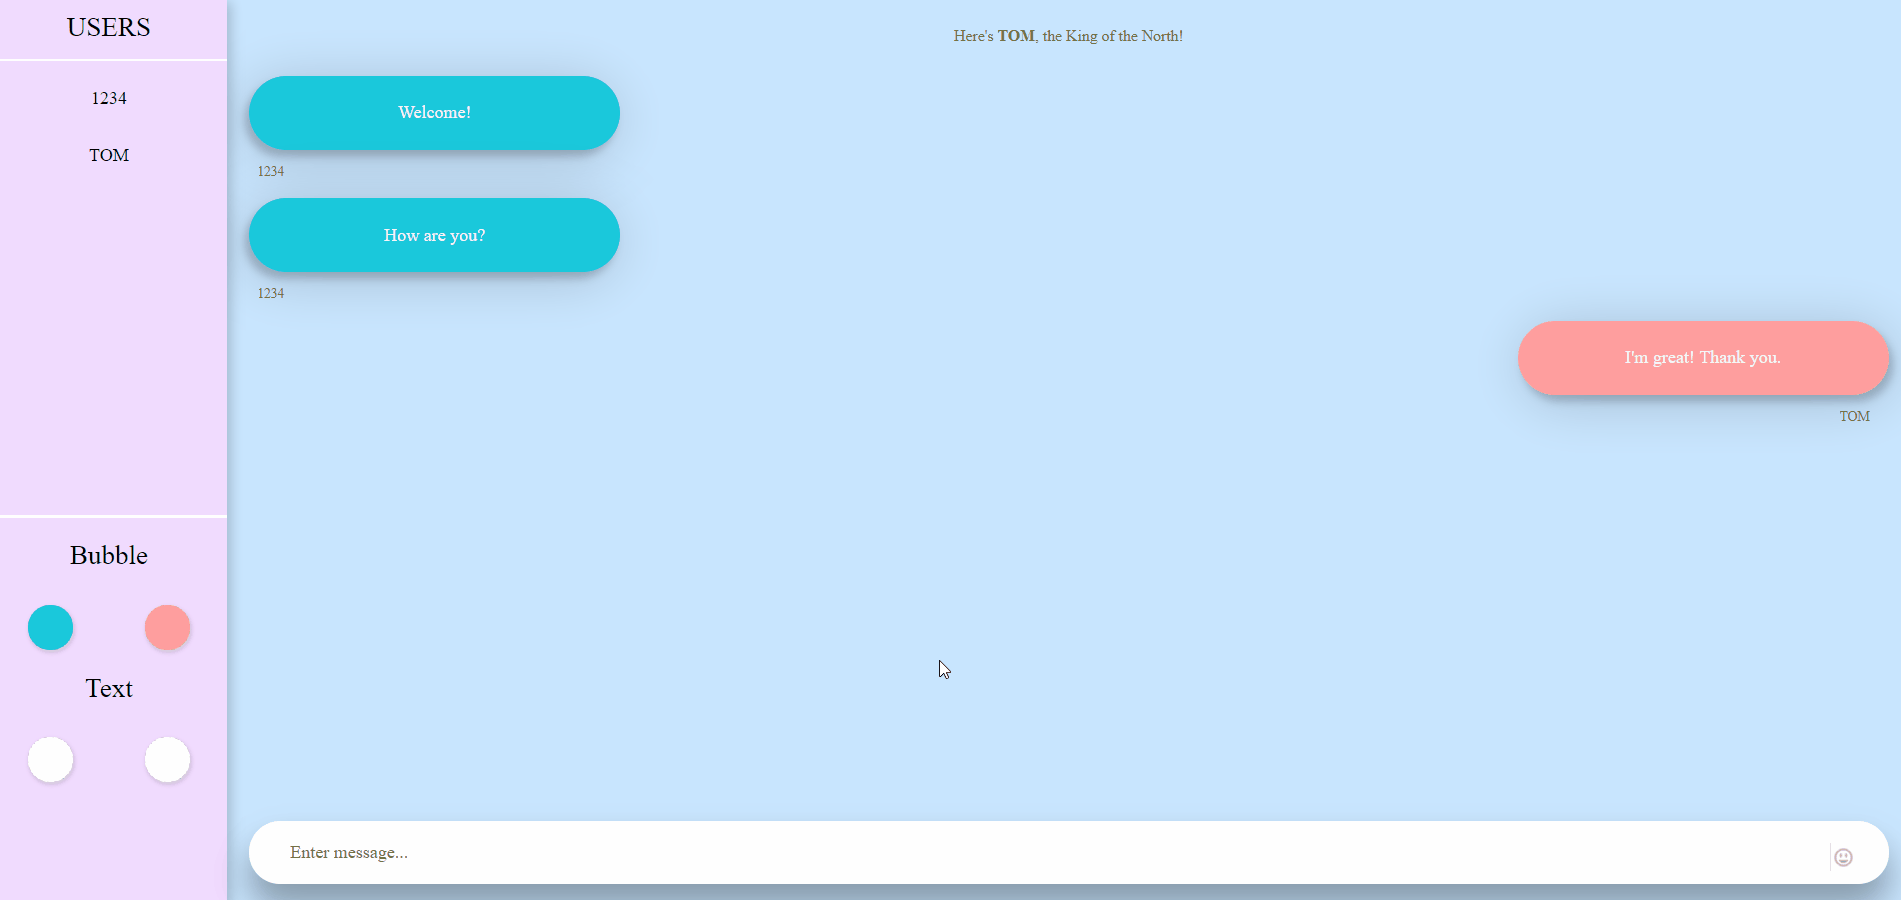 USERS
1234
TOM
Bubble
Text
Here's TOM, the King of the North!
Welcome!
1234
How are you?
1234
I'm great! Thank you.
TOM
Enter message...